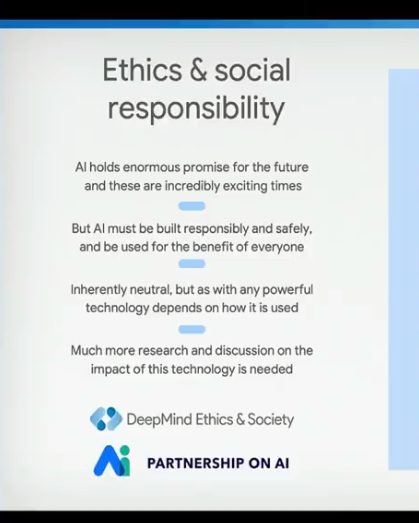 Ethics & social
responsibility
AI holds enormous promise for the future
and these are incredibly exciting times
But AI must be built responsibly and safely,
and be used for the benefit of everyone
Inherently neutral, but as with any powerful
technology depends on how it is used
Much more research and discussion on the
impact of this technology is needed
DeepMind Ethics & Society
PARTNERSHIP ON AI